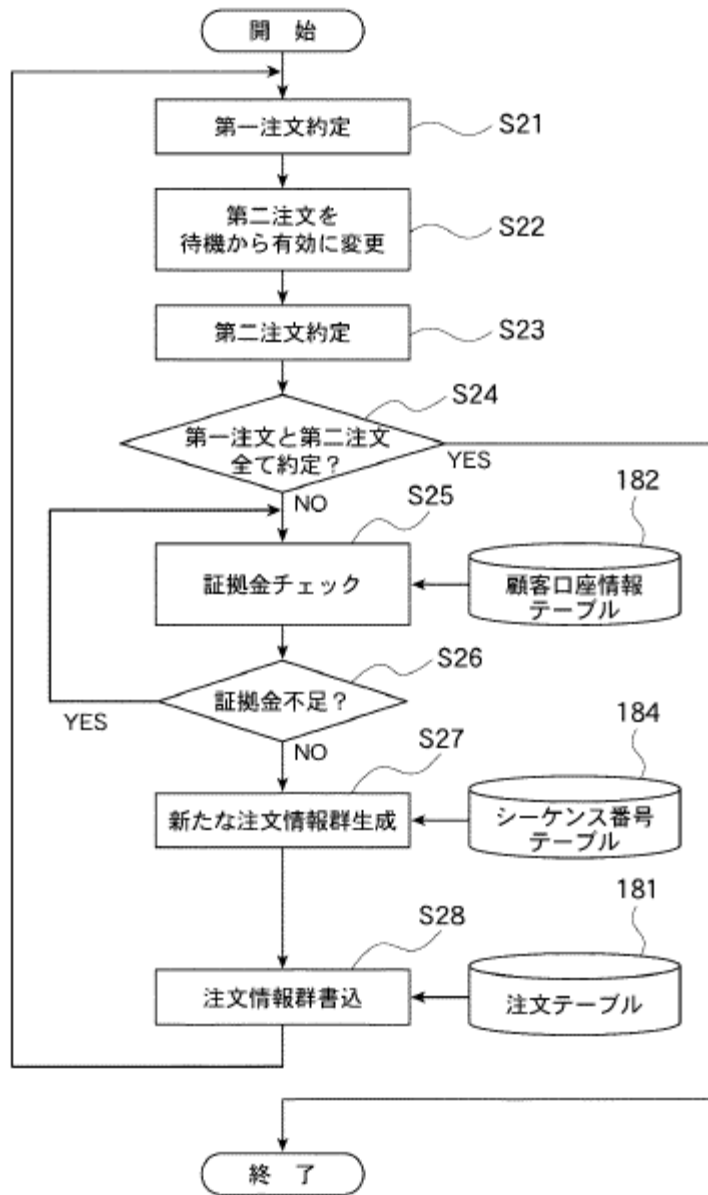 開 始
第一注文約定
S21
第二注文を
待機から有効に変更
S22
第二注文約定
S23
S24
第一注文と第二注文
全て約定？
YES
NO
S25
182
証拠金チェック
顧客口座情報
テーブル
S26
証拠金不足？
YES
NO
S27
184
新たな注文情報群生成
シーケンス番号
テーブル
S28
181
注文情報群書込
注文テーブル
終 了